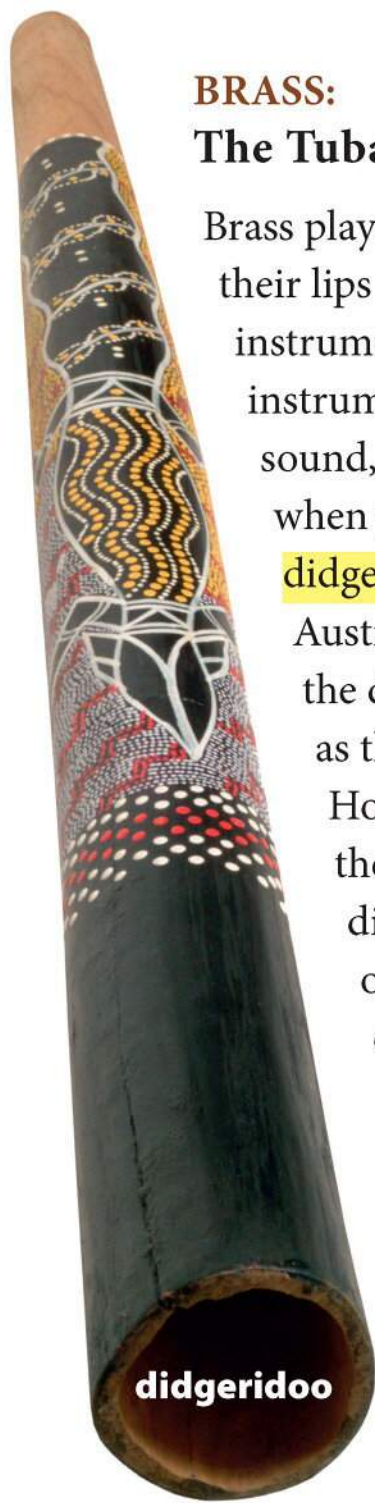 BRASS:
The Tuba
Brass play
their lips
instrum
instrum
sound,
when
didge
Austr
the
as th
Ho
the
di
o
didgeridoo